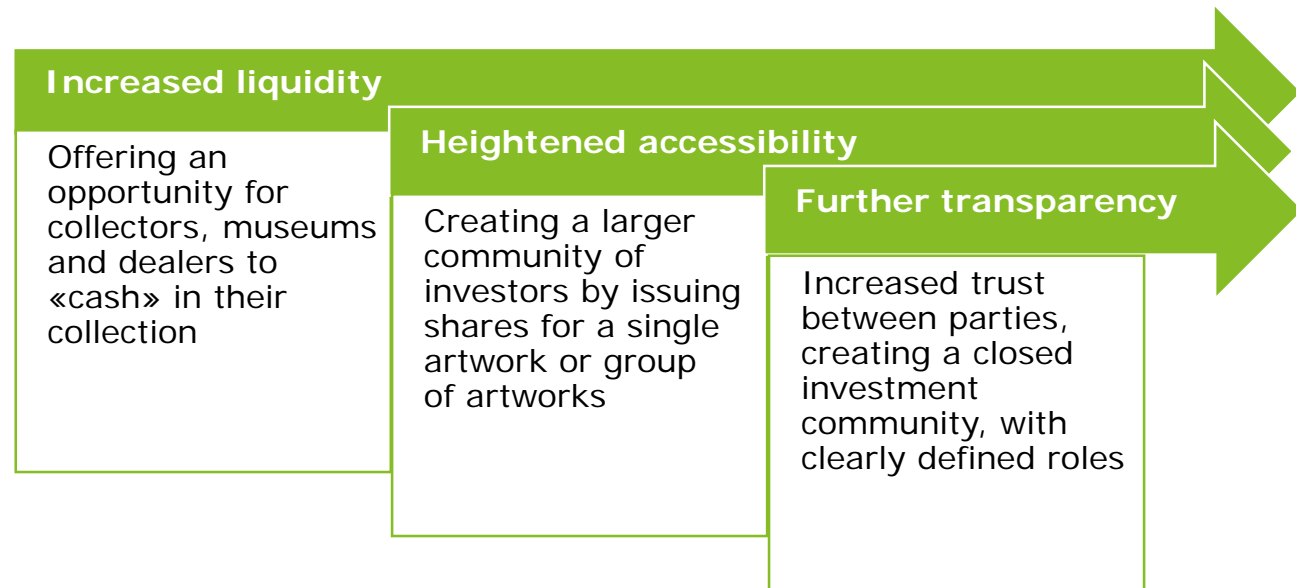 Increased liquidity
Offering an
opportunity for
collectors, museums
and dealers to
«cash» in their
collection
Heightened accessibility
Creating a larger
community of
investors by issuing
shares for a single
artwork or group
of artworks
Further transparency
Increased trust
between parties,
creating a closed
investment
community, with
clearly defined roles